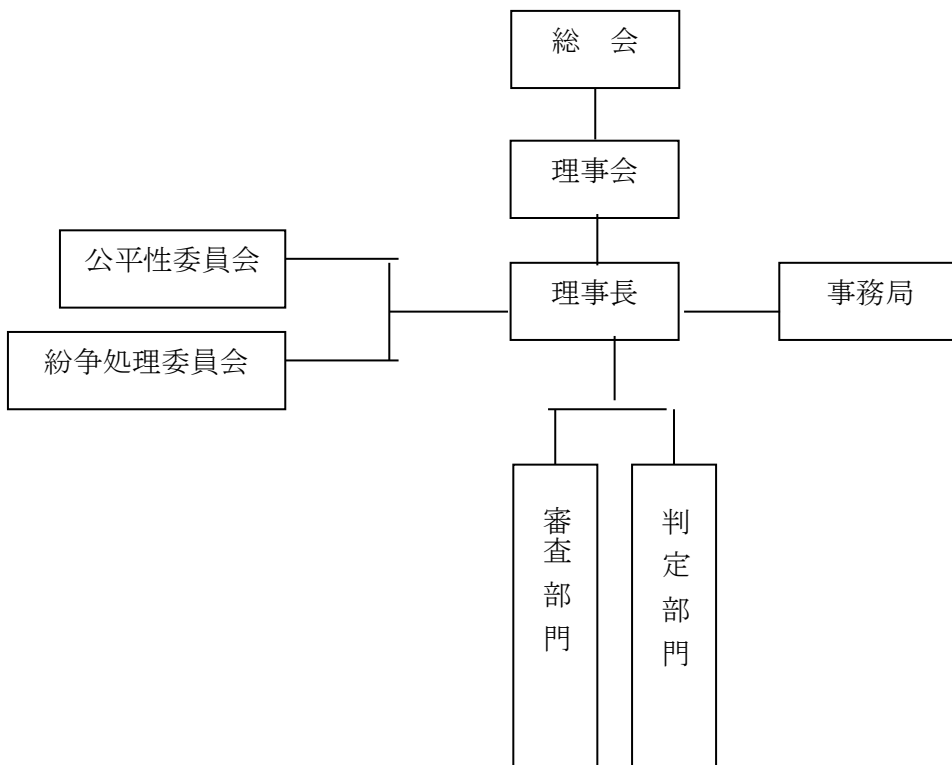 総　会
理事会
公平性委員会
理事長
事務局
紛争処理委員会
審査部門
判定部門